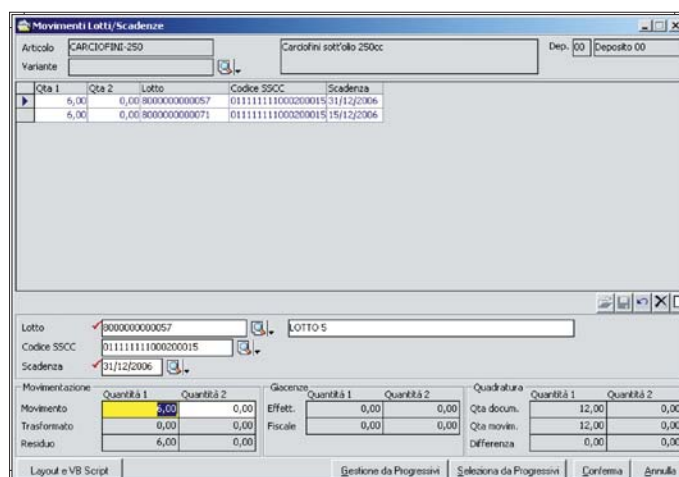 Movimenti Lotti/Scadenze
Articolo CARCIOFINI-250 Carciofini sott'olio 250cc Dep. 00 Deposito 00
Variante
Qta 1 Qta 2 Lotto Codice SSCC Scadenza
6,00 0,00 8000000000057 011111111000200015 31/12/2006
6,00 0,00 8000000000071 011111111000200015 15/12/2006
Lotto 8000000000057 LOTTO 5
Codice SSCC 011111111000200015
Scadenza 31/12/2006
Movimentazione Quantità 1 Quantità 2 Giacenze Quantità 1 Quantità 2 Quadratura Quantità 1 Quantità 2
Movimento 6,00 0,00 Effett. 0,00 0,00 Qta docum. 12,00 0,00
Trasformato 0,00 0,00 Fiscale 0,00 0,00 Qta movim. 12,00 0,00
Residuo 6,00 0,00 Differenza 0,00 0,00
Layout e VB Script Gestione da Progressivi Seleziona da Progressivi Conferma Annulla